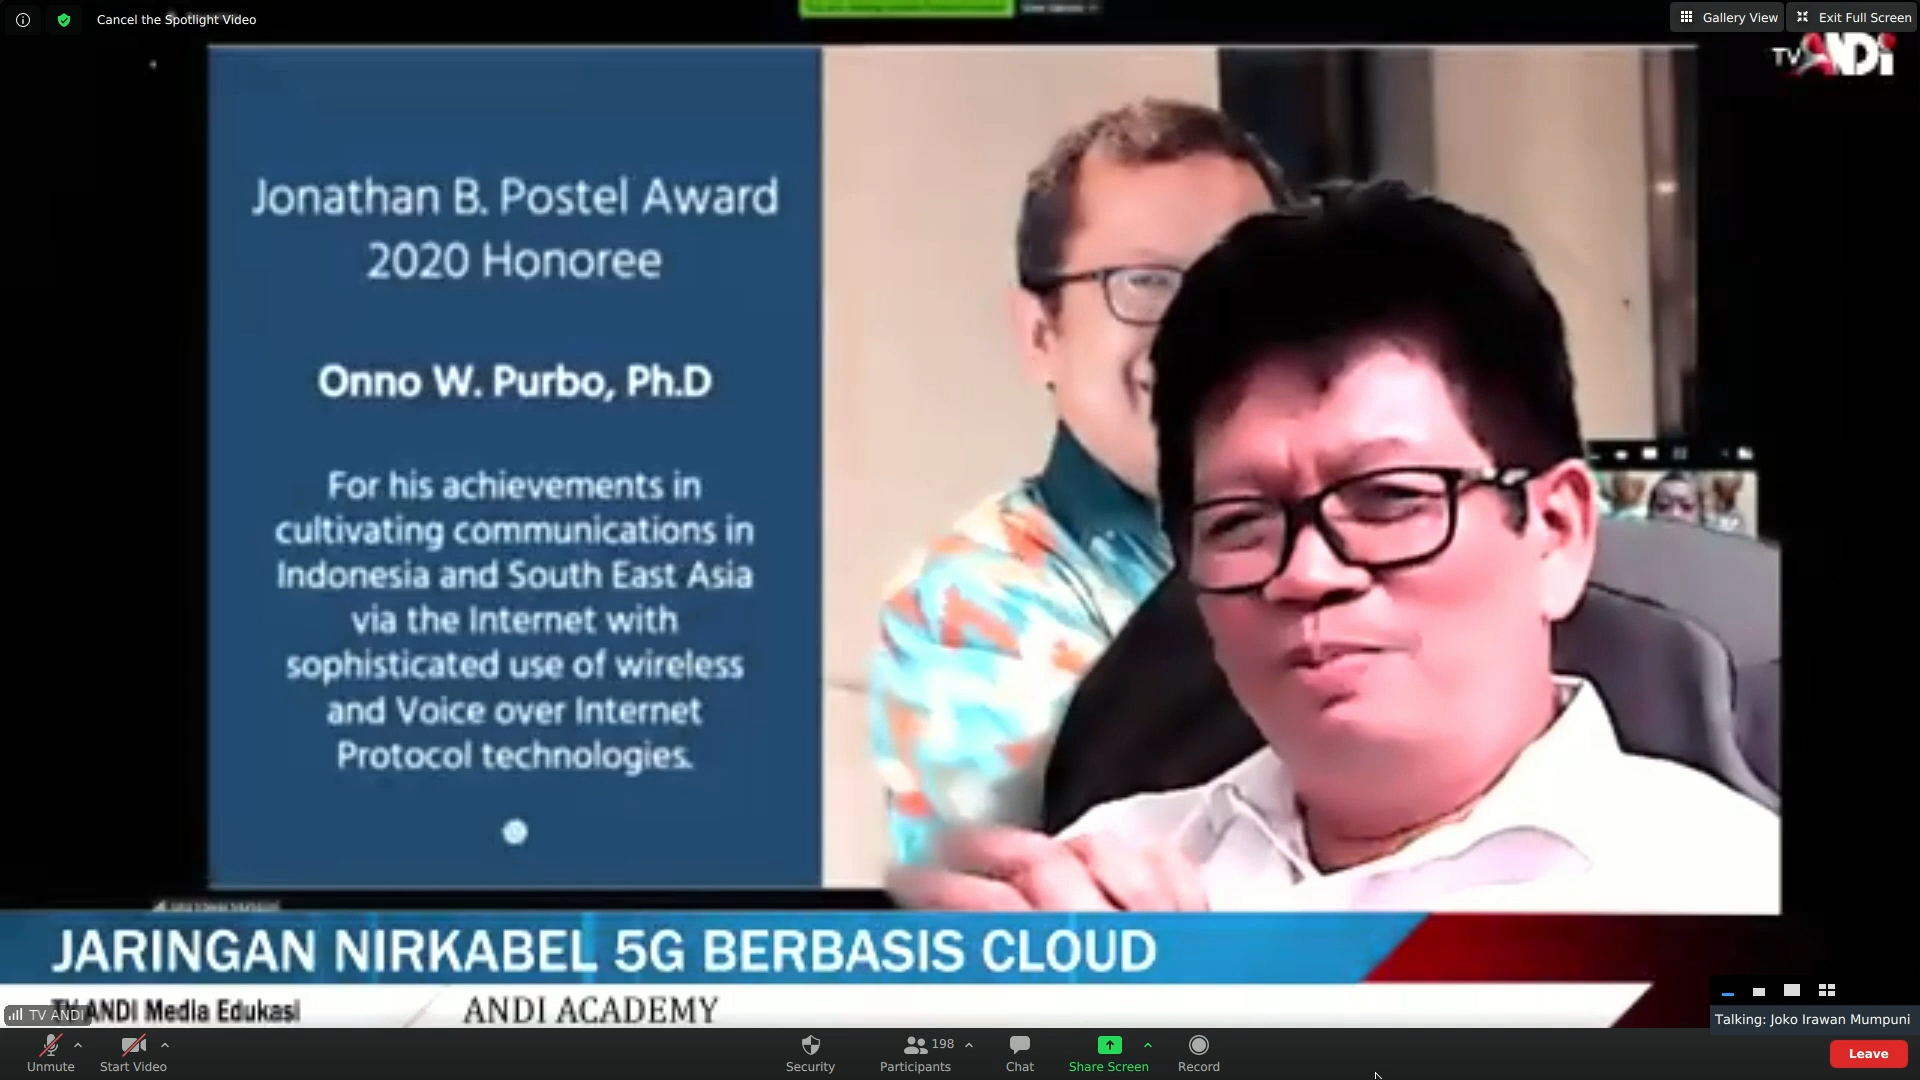 Cancel the Spotlight Video
Gallery View
Exit Full Screen
TV ANDI
Jonathan B. Postel Award
2020 Honoree
Onno W. Purbo, Ph.D
For his achievements in
cultivating communications in
Indonesia and South East Asia
via the Internet with
sophisticated use of wireless
and Voice over Internet
Protocol technologies.
JARINGAN NIRKABEL 5G BERBASIS CLOUD
TV ANDI Media Edukasi
ANDI ACADEMY
TV ANDI
Talking: Joko Irawan Mumpuni
Unmute
Start Video
Security
Participants
198
Chat
Share Screen
Record
Leave